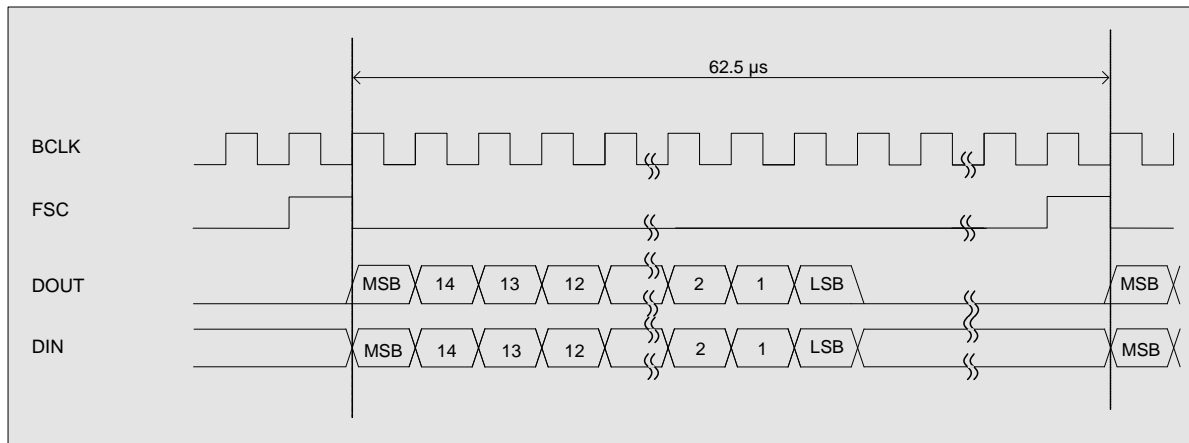 62.5 µs
BCLK
FSC
DOUT MSB 14 13 12 2 1 LSB MSB
DIN MSB 14 13 12 2 1 LSB MSB